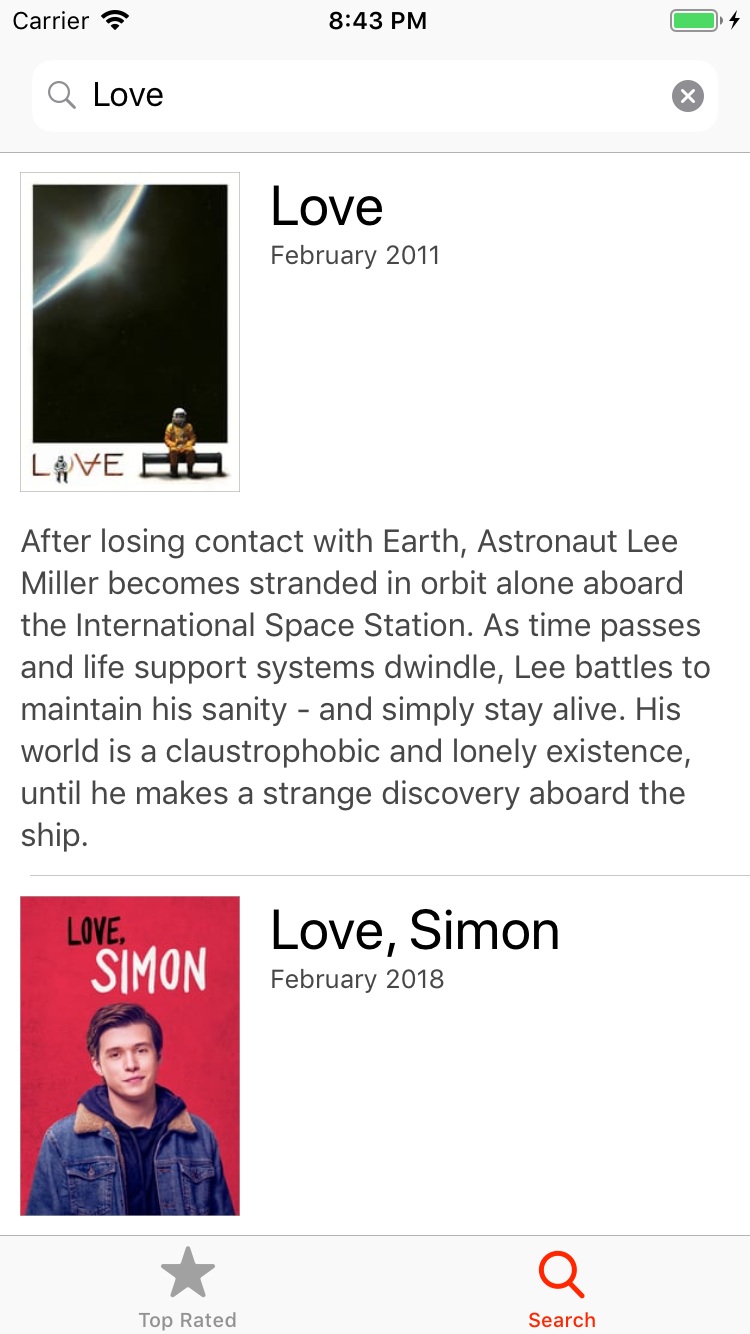 Carrier 8:43 PM
Love
Love
February 2011
LOVE
After losing contact with Earth, Astronaut Lee
Miller becomes stranded in orbit alone aboard
the International Space Station. As time passes
and life support systems dwindle, Lee battles to
maintain his sanity - and simply stay alive. His
world is a claustrophobic and lonely existence,
until he makes a strange discovery aboard the
ship.
Love, Simon
February 2018
LOVE,
SIMON
Top Rated Search